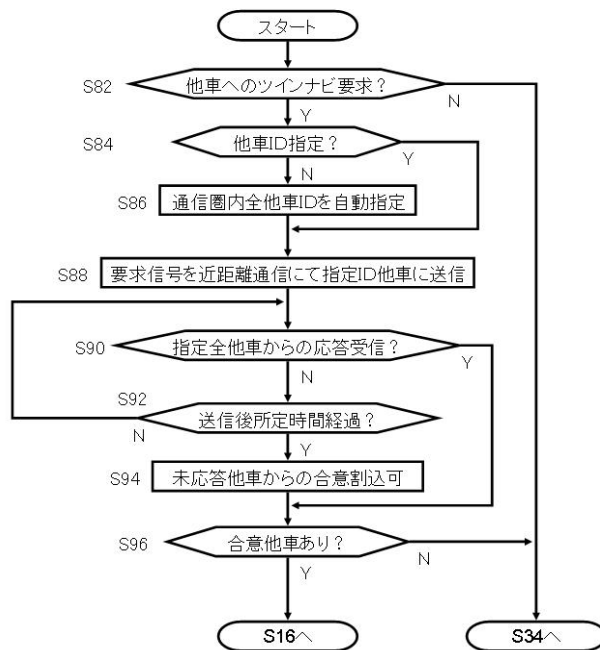 スタート
S82
他車へのツインナビ要求？
N
Y
S84
他車ID指定？
Y
N
S86
通信圏内全他車IDを自動指定
S88
要求信号を近距離通信にて指定ID他車に送信
S90
指定全他車からの応答受信？
Y
N
S92
送信後所定時間経過？
N
Y
S94
未応答他車からの合意割込可
S96
合意他車あり？
N
Y
S16へ
S34へ